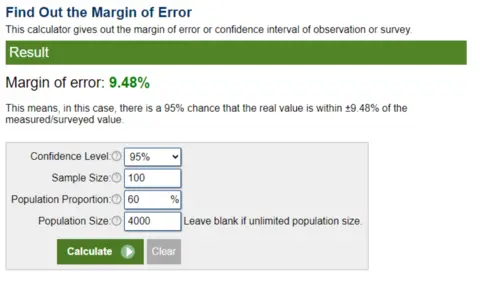 Find Out the Margin of Error
This calculator gives out the margin of error or confidence interval of observation or survey.
Result
Margin of error: 9.48%
This means, in this case, there is a 95% chance that the real value is within ±9.48% of the
measured/surveyed value.
Confidence Level: ? 95%
Sample Size: ? 100
Population Proportion: ? 60 %
Population Size: ? 4000 Leave blank if unlimited population size.
Calculate Clear